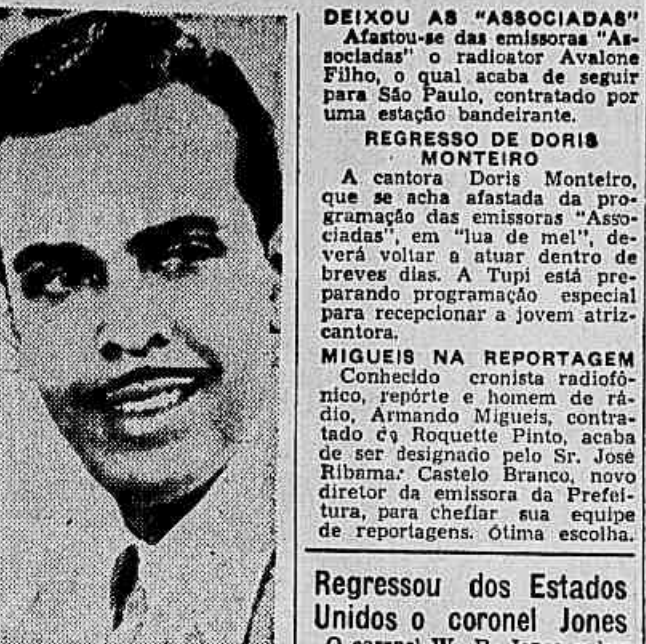 DEIXOU AS "ASSOCIADAS"
Afastou-se das emissoras "As-
sociadas" o radioator Avalone
Filho, o qual acaba de seguir
para São Paulo, contratado por
uma estação bandeirante.
REGRESSO DE DORIS
MONTEIRO
A cantora Doris Monteiro,
que se acha afastada da pro-
gramação das emissoras "Asso-
ciadas", em "lua de mel", de-
verá voltar a atuar dentro de
breves dias. A Tupi está pre-
parando programação especial
para recepcionar a jovem atriz-
cantora.
MIGUEIS NA REPORTAGEM
Conhecido cronista radiofô-
nico, repórte e homem de rá-
dio, Armando Migueis, contra-
tado da Roquette Pinto, acaba
de ser designado pelo Sr. José
Ribamar Castelo Branco, novo
diretor da emissora da Prefei-
tura, para chefiar sua equipe
de reportagens. Ótima escolha.
Regressou dos Estados
Unidos o coronel Jones
O coronel W.